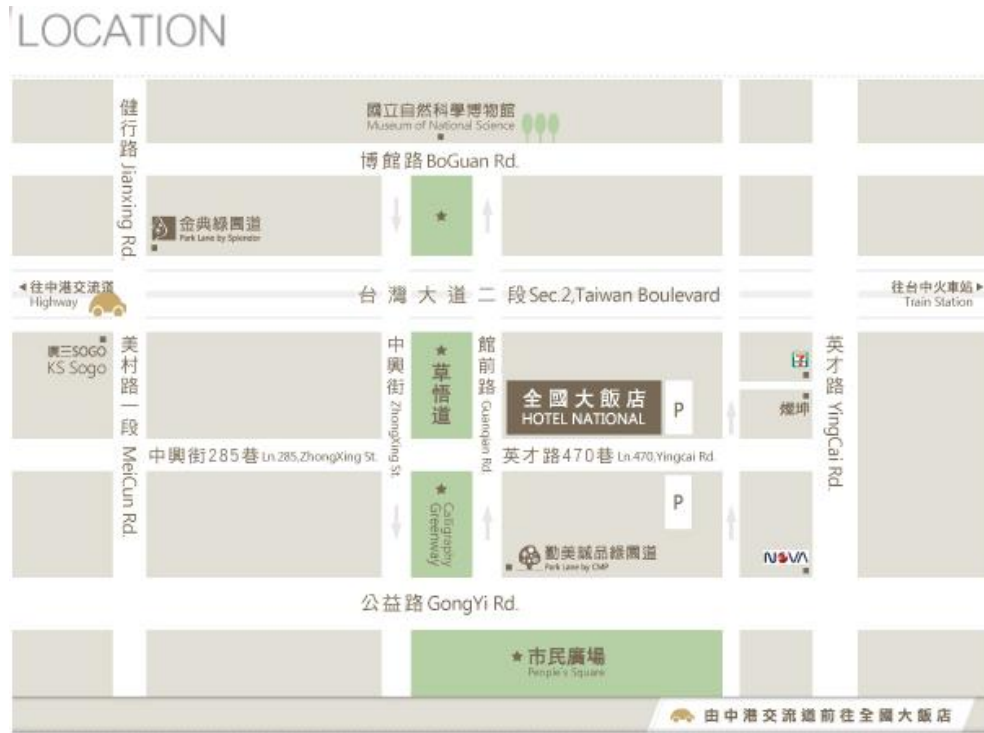 LOCATION
國立自然科學博物館
Museum of National Science
健行路 Jianxing Rd.
博館路 BoGuan Rd.
金典綠園道
Park Lane by Splendor
往中港交流道
Highway
台灣大道二段 Sec.2,Taiwan Boulevard
往台中火車站
Train Station
廣三SOGO
KS Sogo
美村路一段 MeiCun Rd.
中興街 ZhongXing St.
草悟道
館前路 Guanqian Rd.
全國大飯店
HOTEL NATIONAL
P
7
燦坤
英才路 YingCai Rd.
中興街285巷 Ln.285,ZhongXing St.
英才路470巷 Ln.470,Yingcai Rd.
Caligraphy
Greenway
P
勤美誠品綠園道
Park Lane by CMP
NOVA
公益路 GongYi Rd.
市民廣場
People's Square
由中港交流道前往全國大飯店